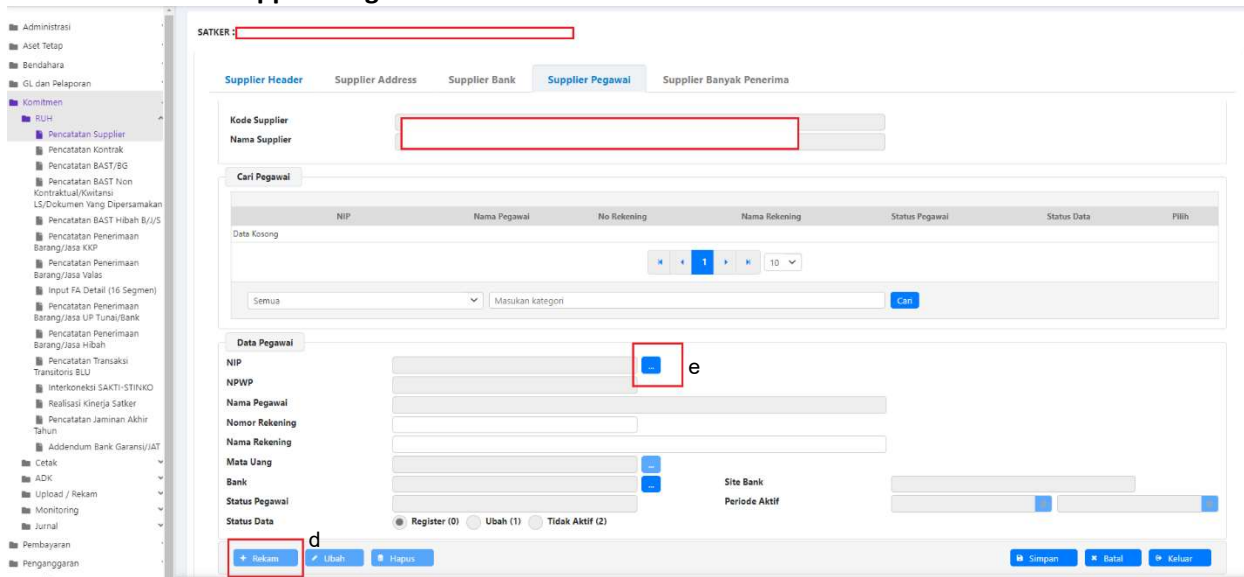 Administrasi
Aset Tetap
Bendahara
GL dan Pelaporan
Komitmen
RUH
Pencatatan Supplier
Pencatatan Kontrak
Pencatatan BAST/BG
Pencatatan BAST Non
Kontraktual/Kwitansi
LS/Dokumen Yang Dipersamakan
Pencatatan BAST Hibah B/J/S
Pencatatan Penerimaan
Barang/Jasa KKP
Pencatatan Penerimaan
Barang/Jasa Valas
Input FA Detail (16 Segmen)
Pencatatan Penerimaan
Barang/Jasa UP Tunai/Bank
Pencatatan Penerimaan
Barang/Jasa Hibah
Pencatatan Transaksi
Transitoris BLU
Interkoneksi SAKTI-STINKO
Realisasi Kinerja Satker
Pencatatan Jaminan Akhir
Tahun
Addendum Bank Garansi/JAT
Cetak
ADK
Upload / Rekam
Monitoring
Jurnal
Pembayaran
Penganggaran
SATKER :
Supplier Header Supplier Address Supplier Bank Supplier Pegawai Supplier Banyak Penerima
Kode Supplier
Nama Supplier
Cari Pegawai
NIP Nama Pegawai No Rekening Nama Rekening Status Pegawai Status Data Pilih
Data Kosong
1 10
Semua Masukan kategori Cari
Data Pegawai
NIP ... e
NPWP
Nama Pegawai
Nomor Rekening
Nama Rekening
Mata Uang ...
Bank ... Site Bank
Status Pegawai Periode Aktif
Status Data Register (0) Ubah (1) Tidak Aktif (2)
d
+ Rekam Ubah Hapus Simpan Batal Keluar